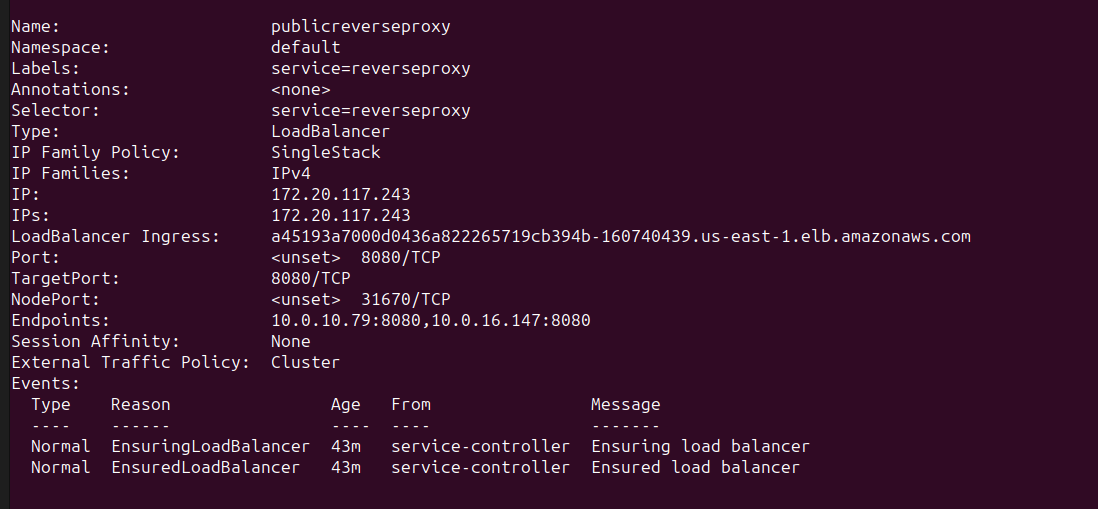 Name:                     publicreverseproxy
Namespace:                default
Labels:                   service=reverseproxy
Annotations:              <none>
Selector:                 service=reverseproxy
Type:                     LoadBalancer
IP Family Policy:         SingleStack
IP Families:              IPv4
IP:                       172.20.117.243
IPs:                      172.20.117.243
LoadBalancer Ingress:     a45193a7000d0436a822265719cb394b-160740439.us-east-1.elb.amazonaws.com
Port:                     <unset>  8080/TCP
TargetPort:               8080/TCP
NodePort:                 <unset>  31670/TCP
Endpoints:                10.0.10.79:8080,10.0.16.147:8080
Session Affinity:         None
External Traffic Policy:  Cluster
Events:
  Type    Reason                Age   From                Message
  ----    ------                ----  ----                -------
  Normal  EnsuringLoadBalancer  43m   service-controller  Ensuring load balancer
  Normal  EnsuredLoadBalancer   43m   service-controller  Ensured load balancer